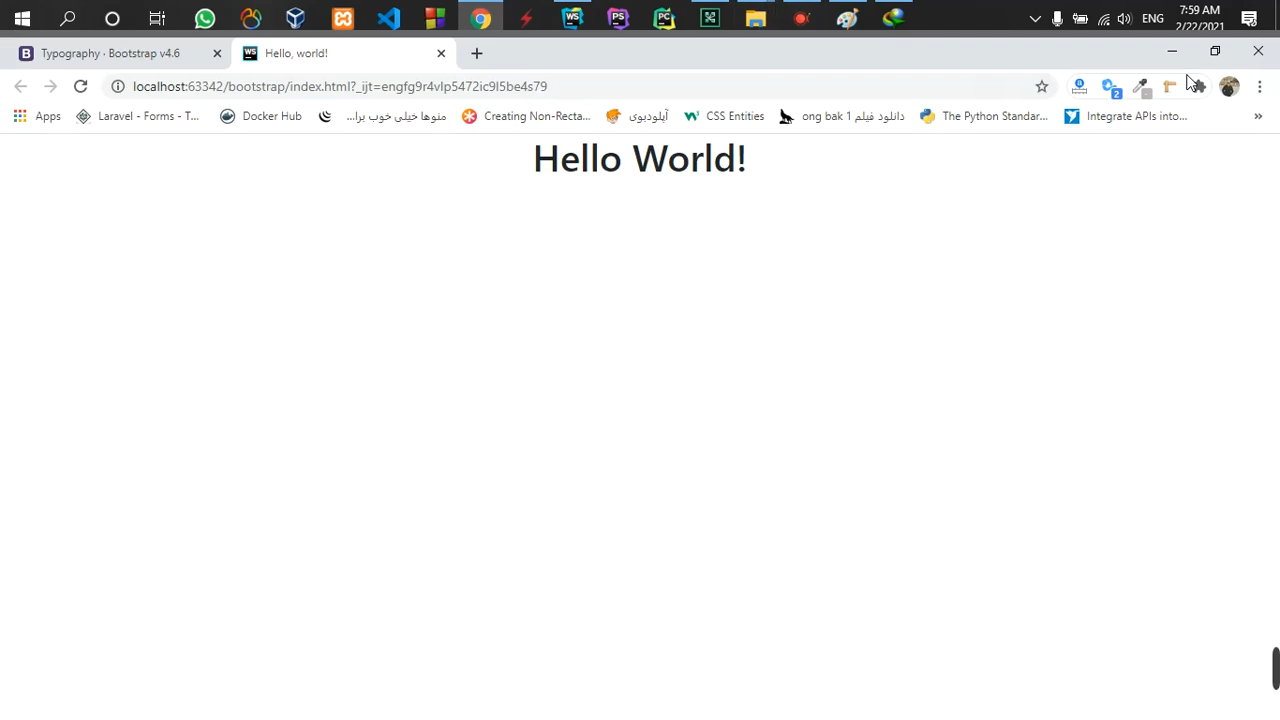 7:59 AM
ENG
2/22/2021
Typography · Bootstrap v4.6
Hello, world!
localhost:63342/bootstrap/index.html?_ijt=engfg9r4vlp5472ic9l5be4s79
2
Apps
Laravel - Forms - T...
Docker Hub
منوها خیلی خوب برا...
Creating Non-Recta...
آپلودبوی
CSS Entities
دانلود فیلم ong bak 1
The Python Standar...
Integrate APIs into...
Hello World!